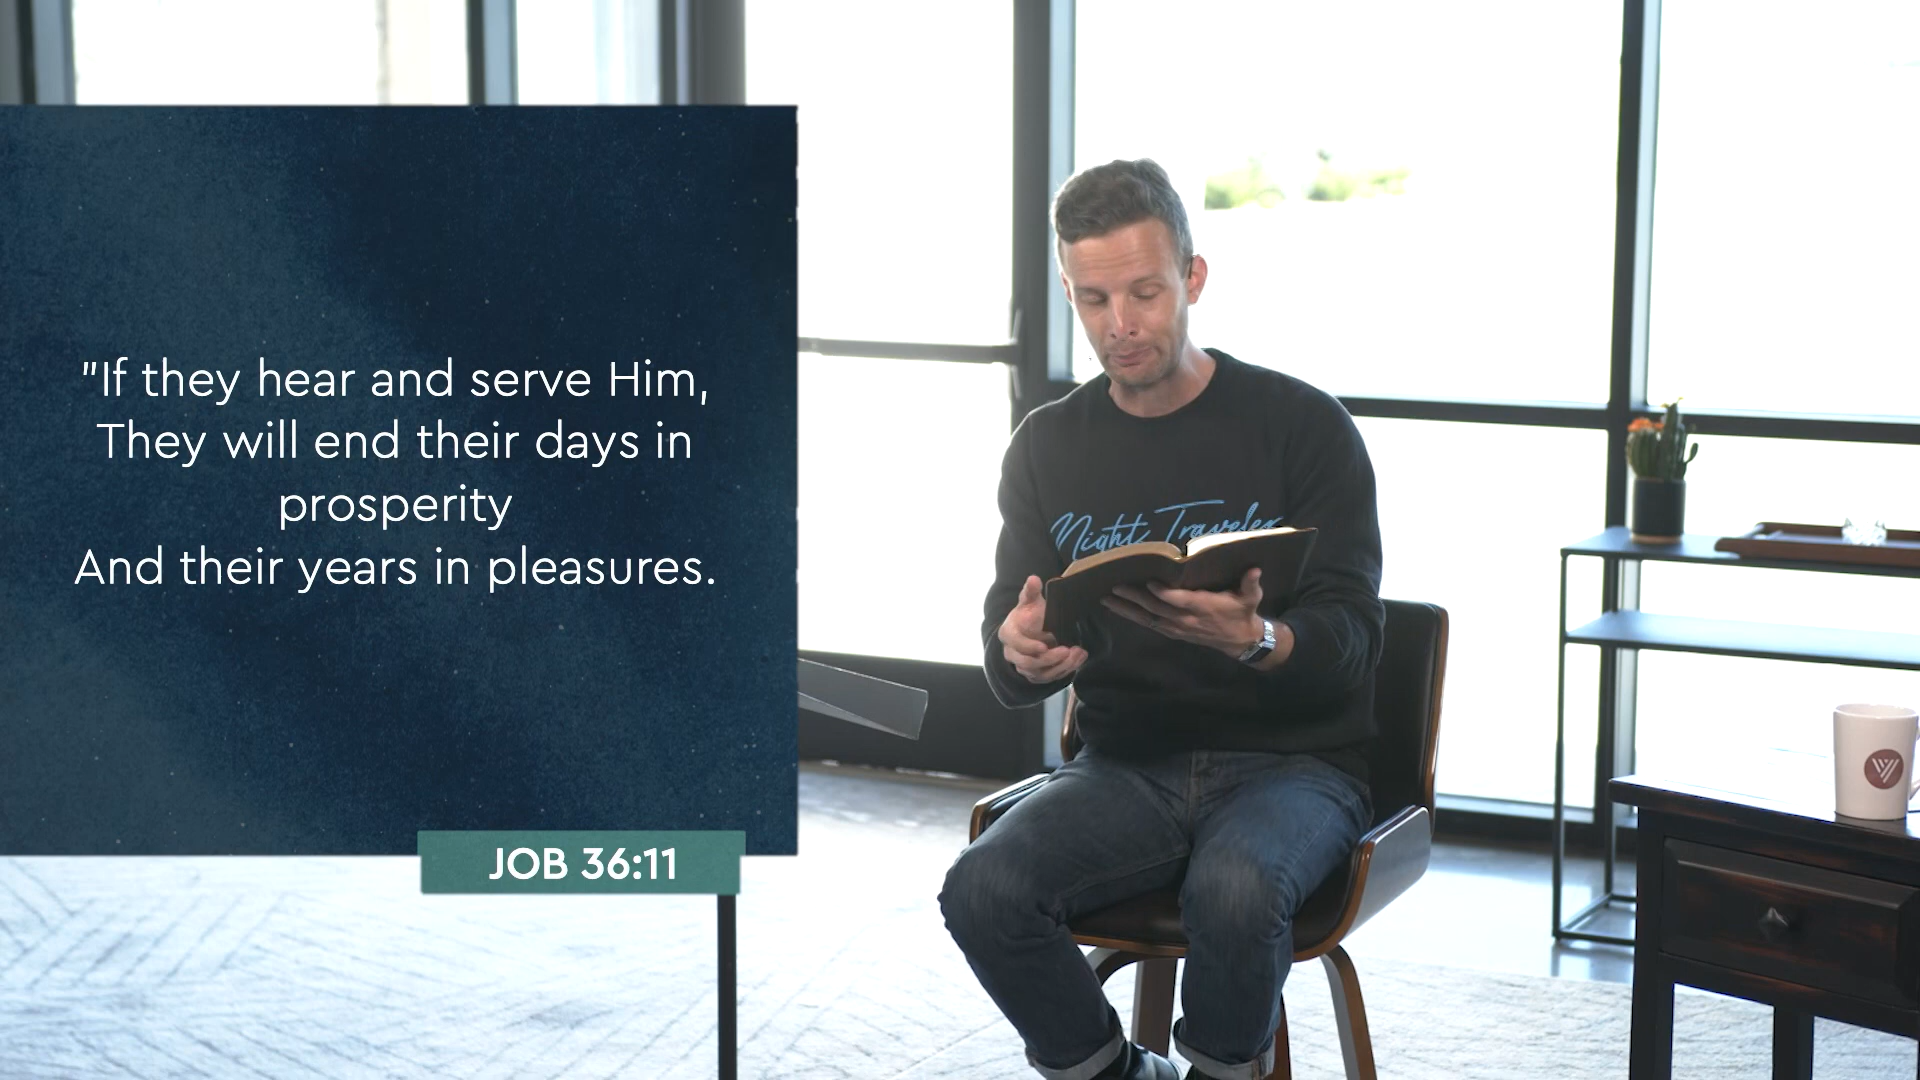 "If they hear and serve Him,
They will end their days in
prosperity
And their years in pleasures.
JOB 36:11
Night Traveler